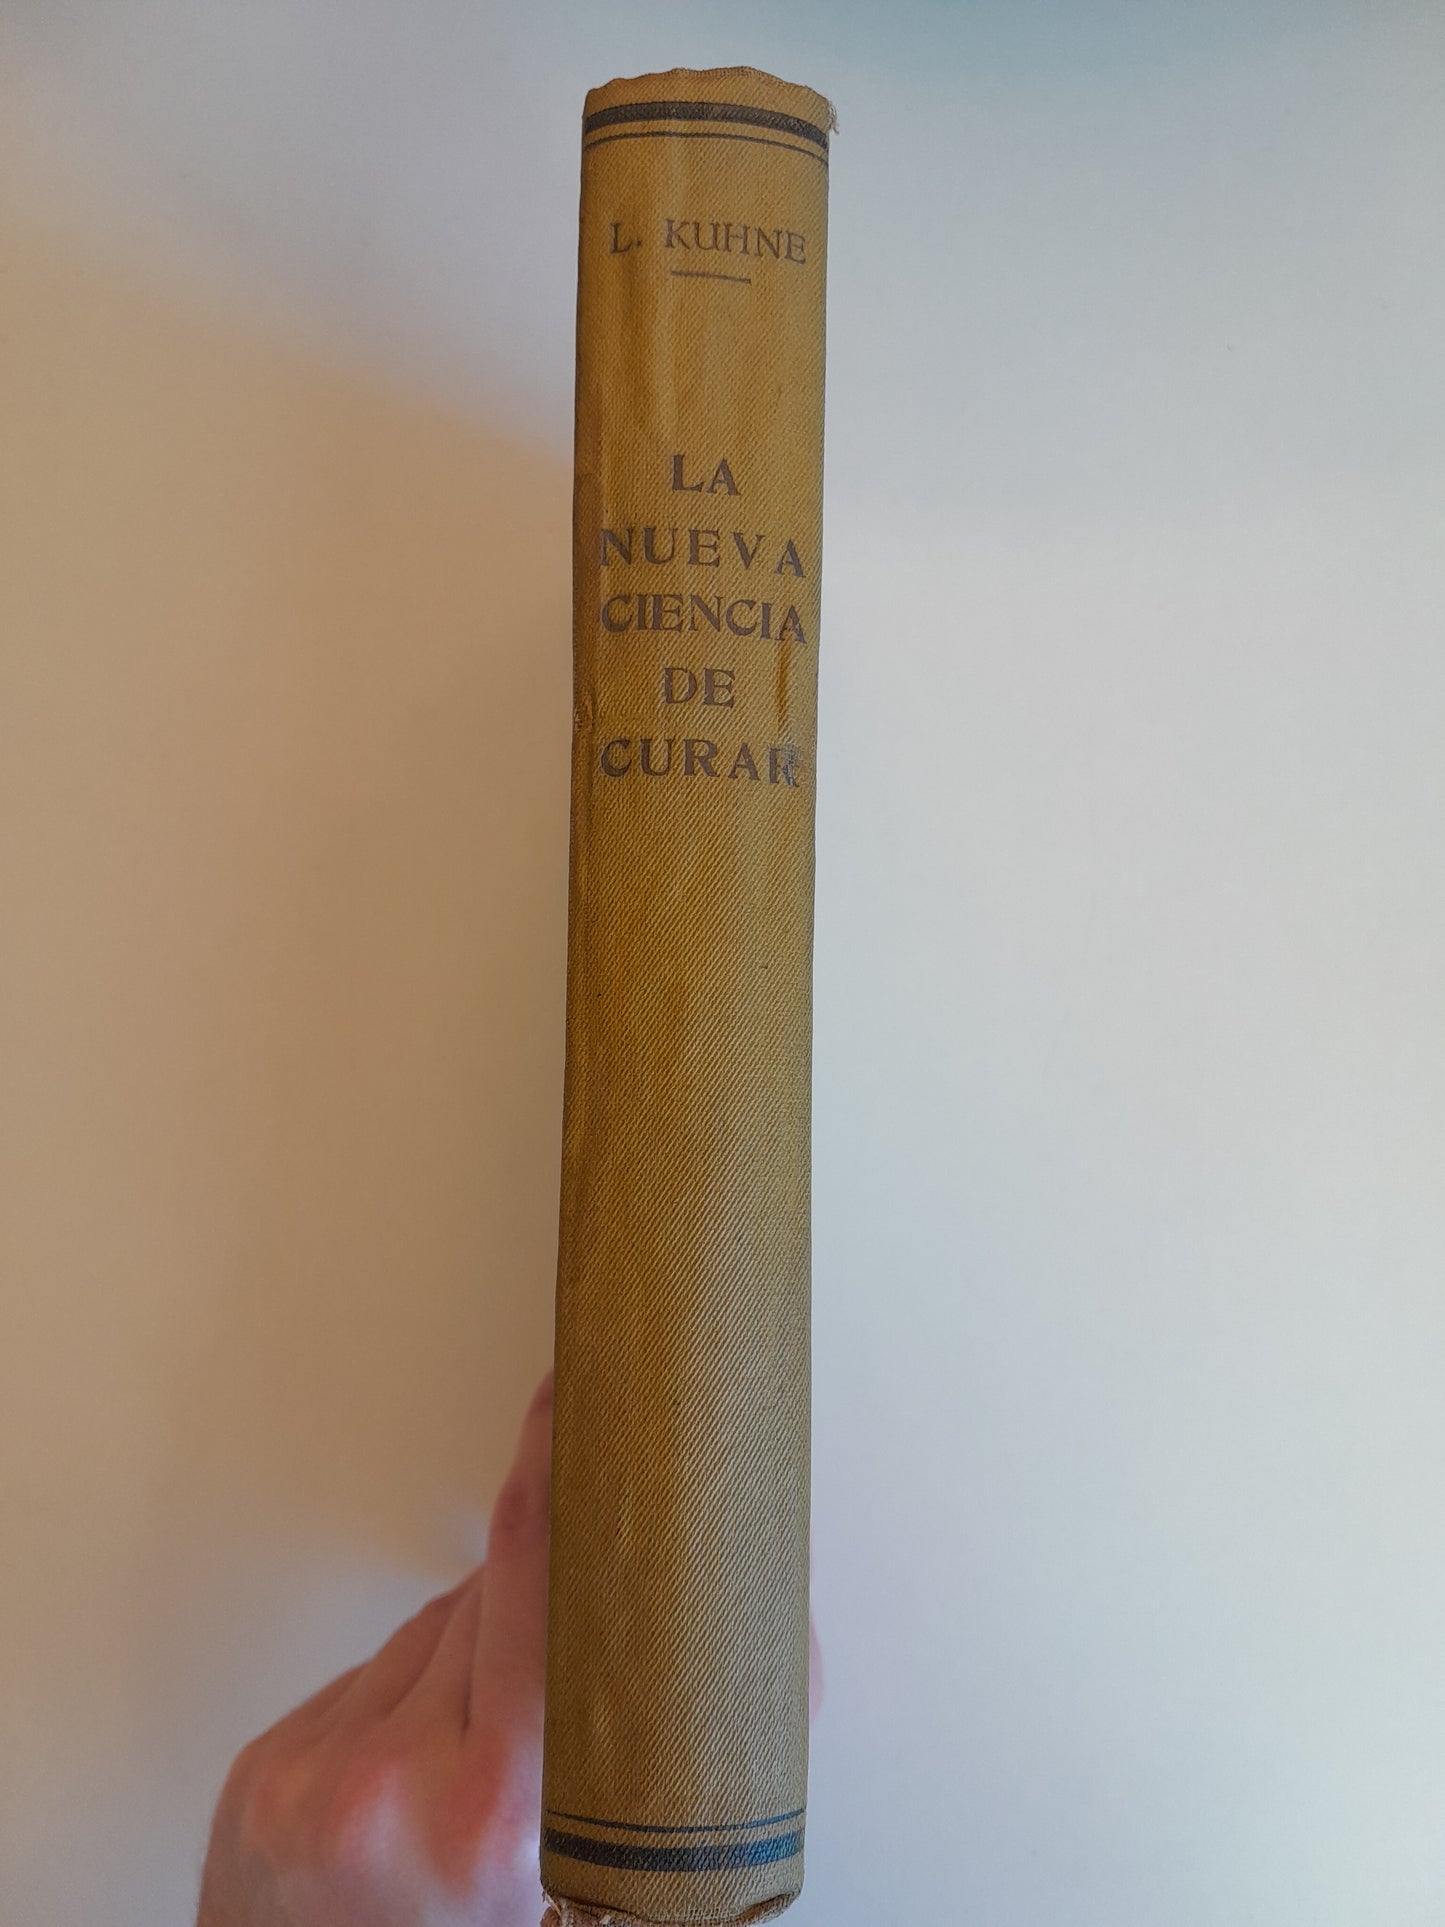 L. KUHNE
LA
NUEVA
CIENCIA
DE
CURAR